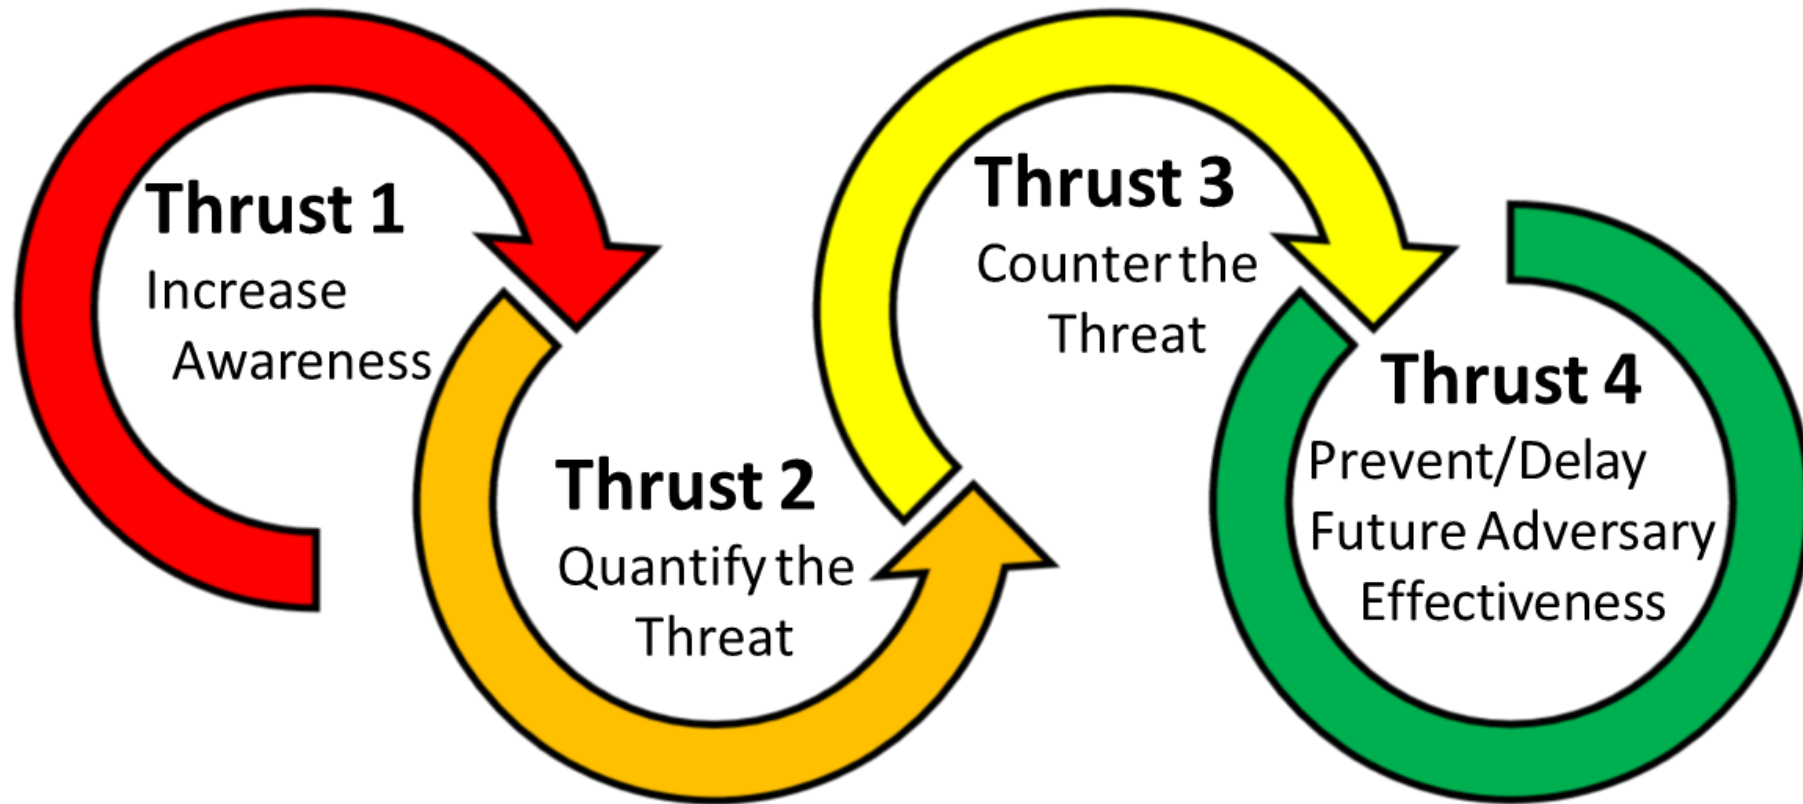 Thrust 1
Increase
Awareness
Thrust 2
Quantify the
Threat
Thrust 3
Counter the
Threat
Thrust 4
Prevent/Delay
Future Adversary
Effectiveness